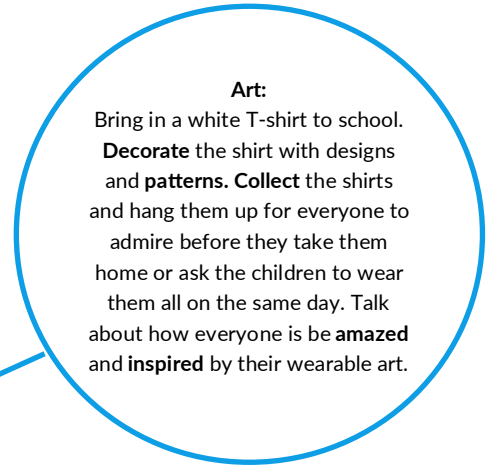 Art:
Bring in a white T-shirt to school.
Decorate the shirt with designs
and patterns. Collect the shirts
and hang them up for everyone to
admire before they take them
home or ask the children to wear
them all on the same day. Talk
about how everyone is be amazed
and inspired by their wearable art.